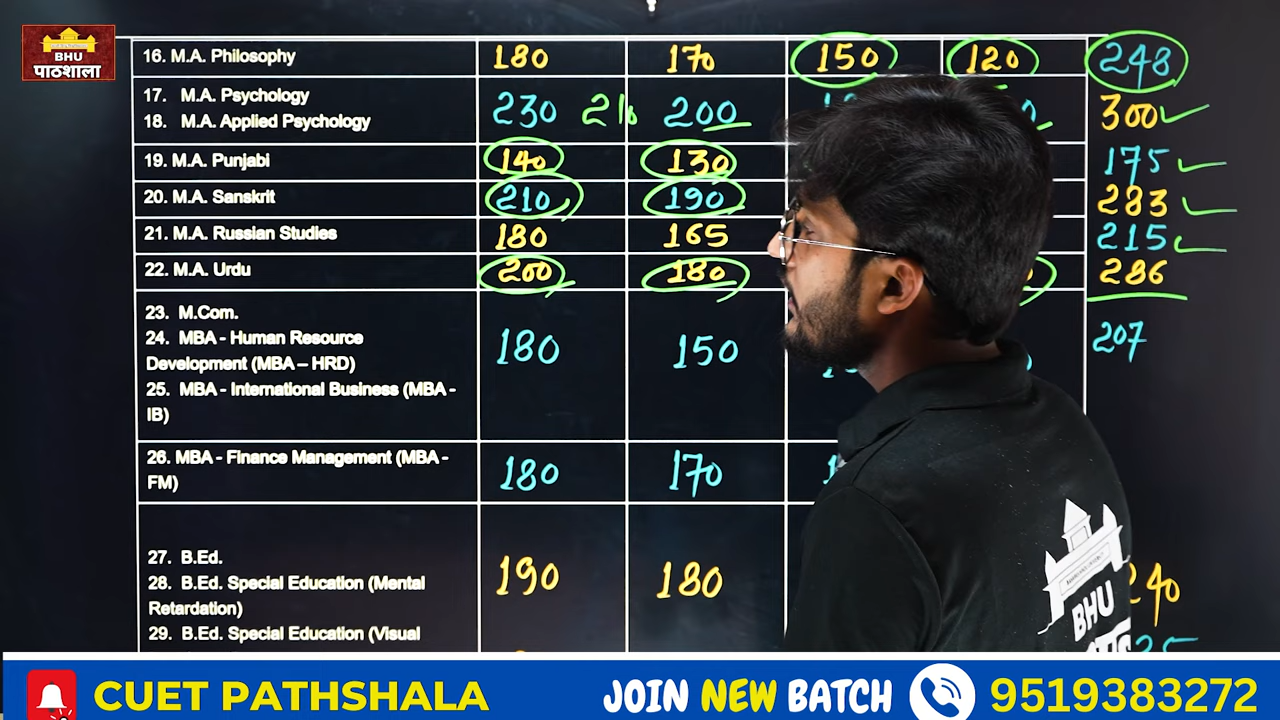 BHU
पाठशाला
16. M.A. Philosophy 180 170 150 120 248
17. M.A. Psychology
18. M.A. Applied Psychology 230 210 200 300
19. M.A. Punjabi 140 130 175
20. M.A. Sanskrit 210 190 283
21. M.A. Russian Studies 180 165 215
22. M.A. Urdu 200 180 286
23. M.Com.
24. MBA - Human Resource
Development (MBA – HRD) 180 150 207
25. MBA - International Business (MBA -
IB)
26. MBA - Finance Management (MBA -
FM) 180 170
27. B.Ed.
28. B.Ed. Special Education (Mental 190 180 240
Retardation)
29. B.Ed. Special Education (Visual
BHU
CUET PATHSHALA JOIN NEW BATCH 9519383272